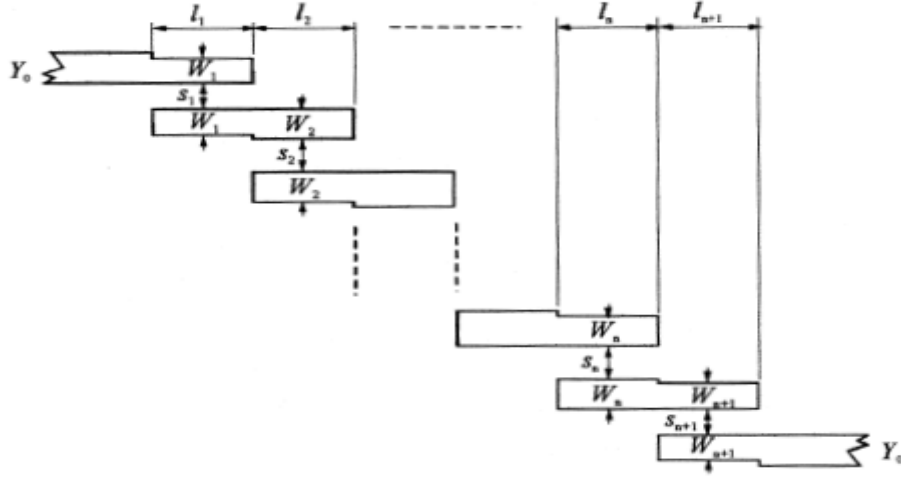 l₁ l₂ lₙ lₙ₊₁
Y₀ W₁
s₁
W₁ W₂
s₂
W₂
Wₙ
sₙ
Wₙ Wₙ₊₁
sₙ₊₁
Wₙ₊₁ Y₀